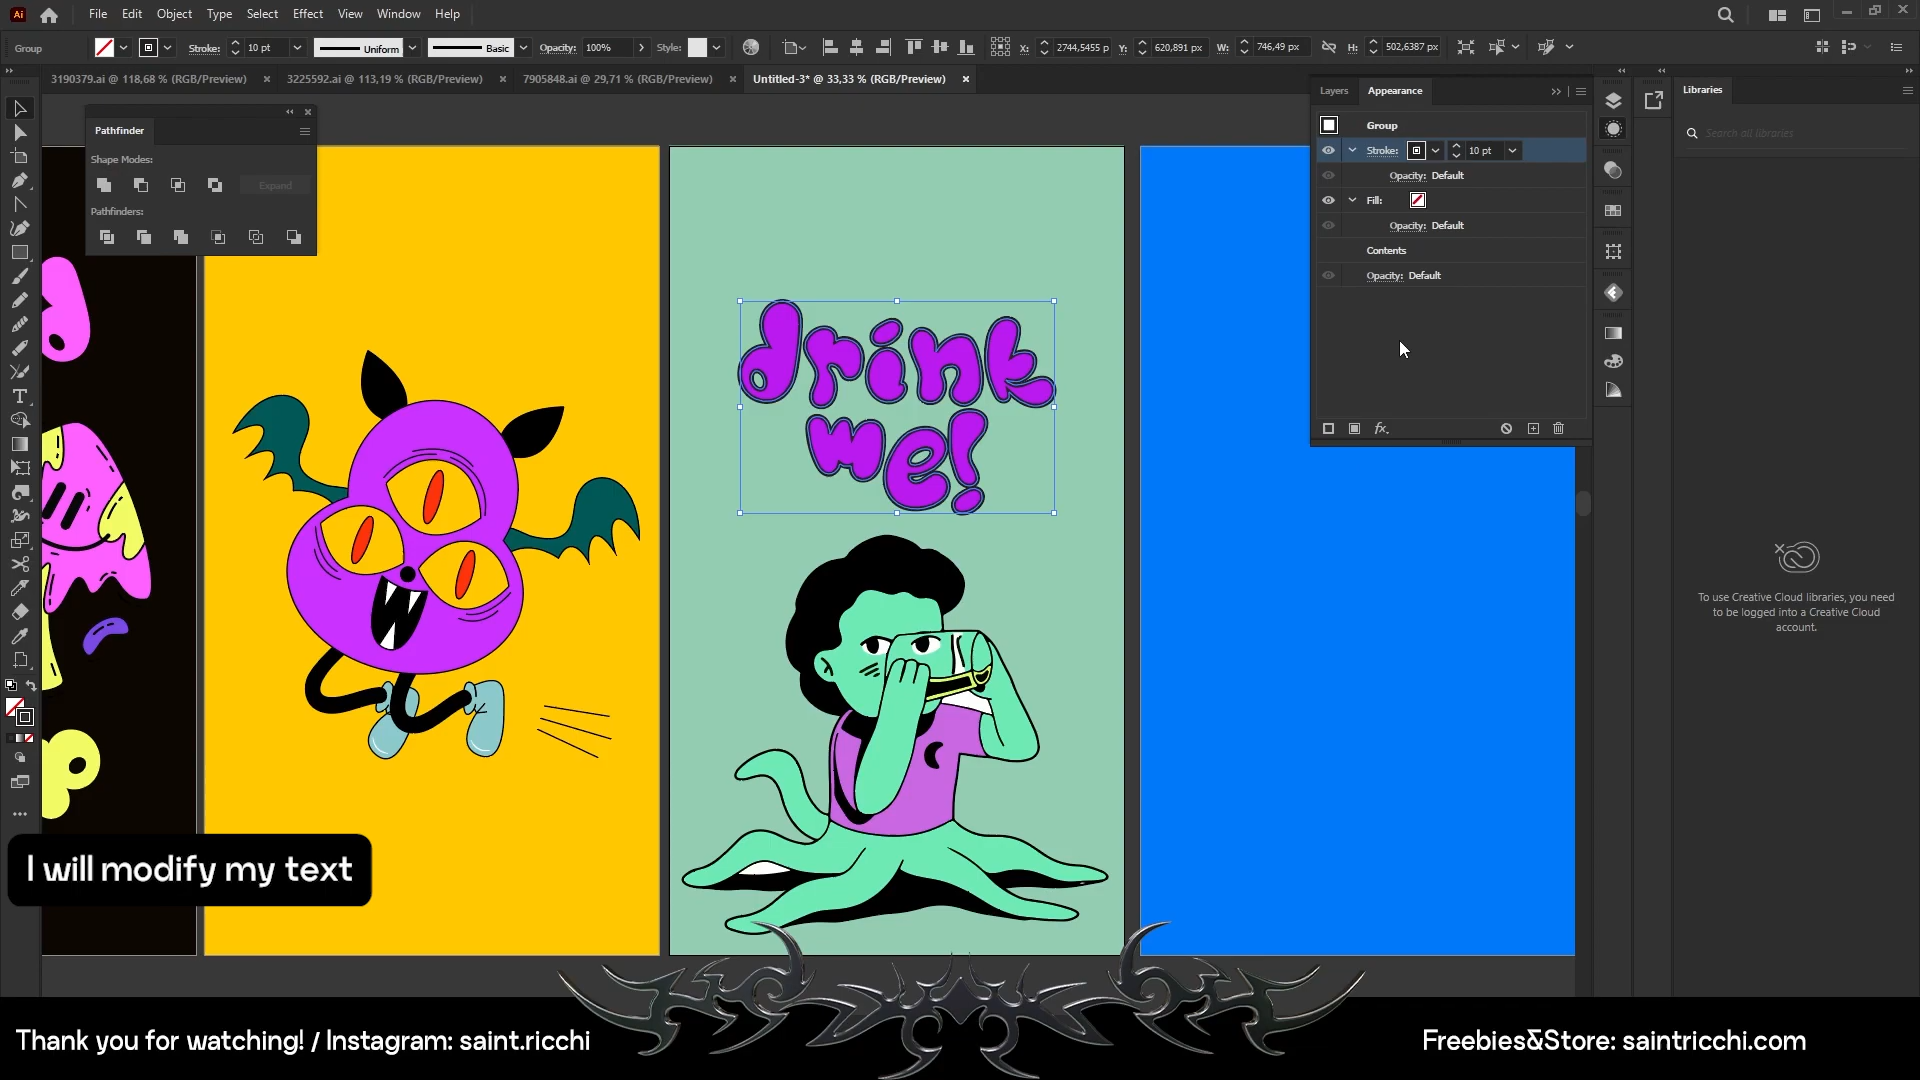 Ai File Edit Object Type Select Effect View Window Help
Group Stroke: 10 pt Uniform Basic Opacity: 100% Style: X: 2744,5455 p Y: 620,891 px W: 746,49 px H: 502,6387 px
3190379.ai @ 118,68 % (RGB/Preview) 3225592.ai @ 113,19 % (RGB/Preview) 7905848.ai @ 29,71 % (RGB/Preview) Untitled-3* @ 33,33 % (RGB/Preview)
Pathfinder
Shape Modes:
Expand
Pathfinders:
drink
me!
Layers Appearance
Group
Stroke: 10 pt
Opacity: Default
Fill:
Opacity: Default
Contents
Opacity: Default
fx
Libraries
Search all libraries
To use Creative Cloud libraries, you need
to be logged into a Creative Cloud
account.
I will modify my text
Thank you for watching! / Instagram: saint.ricchi
Freebies&Store: saintricchi.com